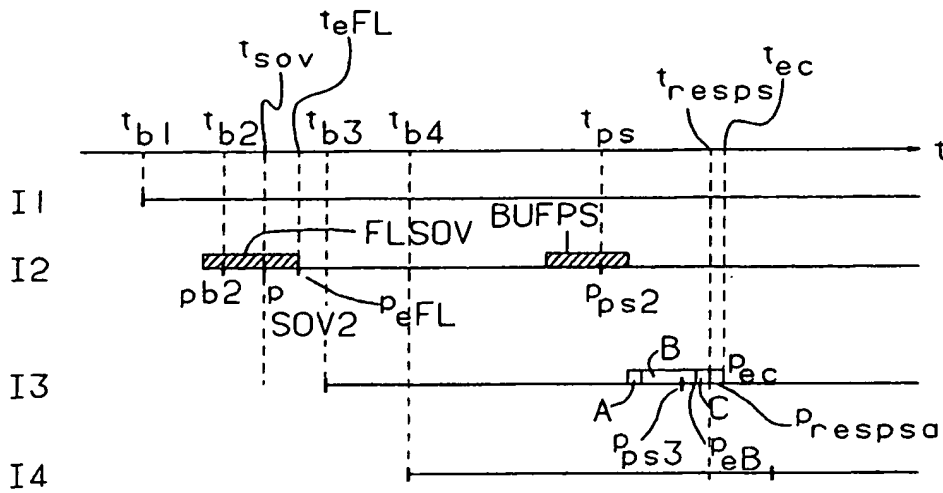 t_eFL
t_sov
t_ec
t_resps
t_b1 t_b2 t_b3 t_b4 t_ps
t
I1
BUFPS
FLSOV
I2
pb2 p p_eFL p_ps2
SOV2
B p_ec
I3
A C p_respsa
p_ps3 p_eB
I4